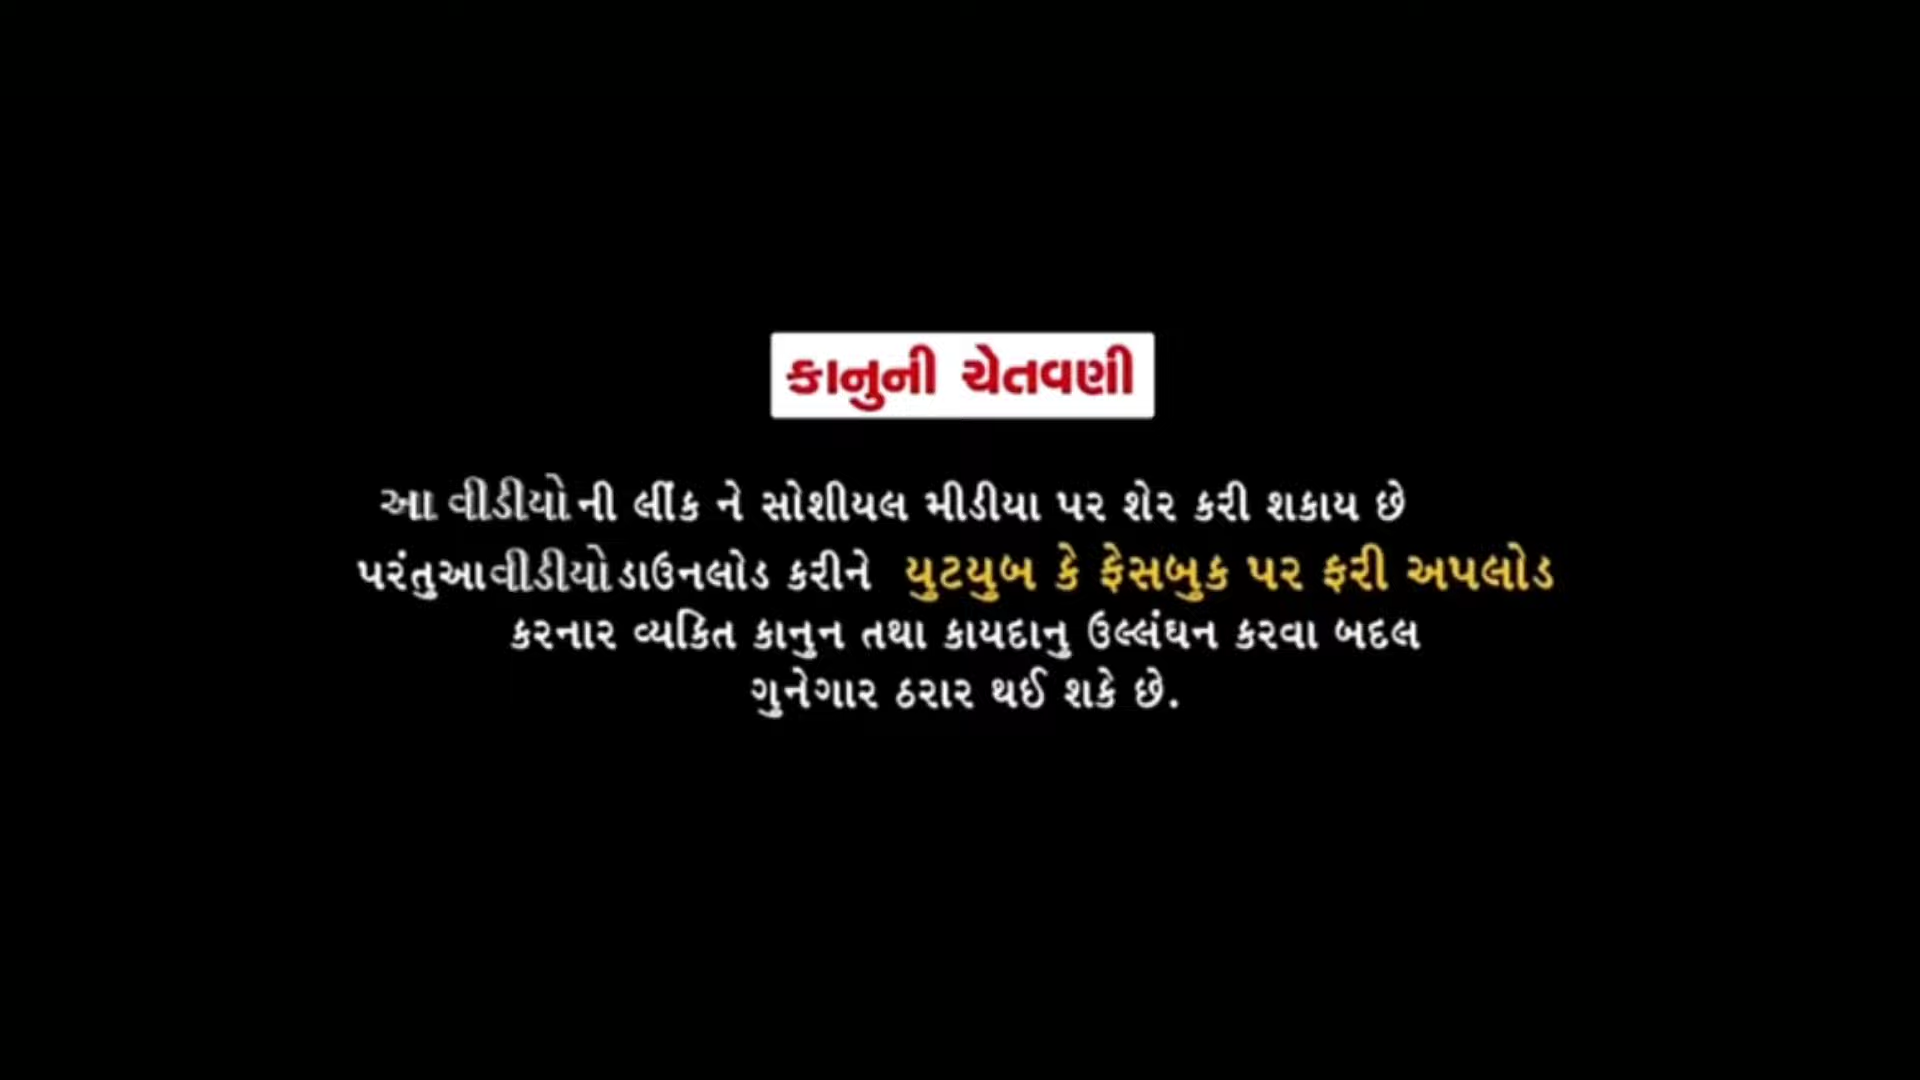 કાનુની ચેતવણી
આ વીડીયો ની લીંક ને સોશીયલ મીડીયા પર શેર કરી શકાય છે
પરંતુઆવીડીયો ડાઉનલોડ કરીને યુટયુબ કે ફેસબુક પર ફરી અપલોડ
કરનાર વ્યકિત કાનુન તથા કાયદાનુ ઉલ્લંઘન કરવા બદલ
ગુનેગાર ઠરાર થઈ શકે છે.